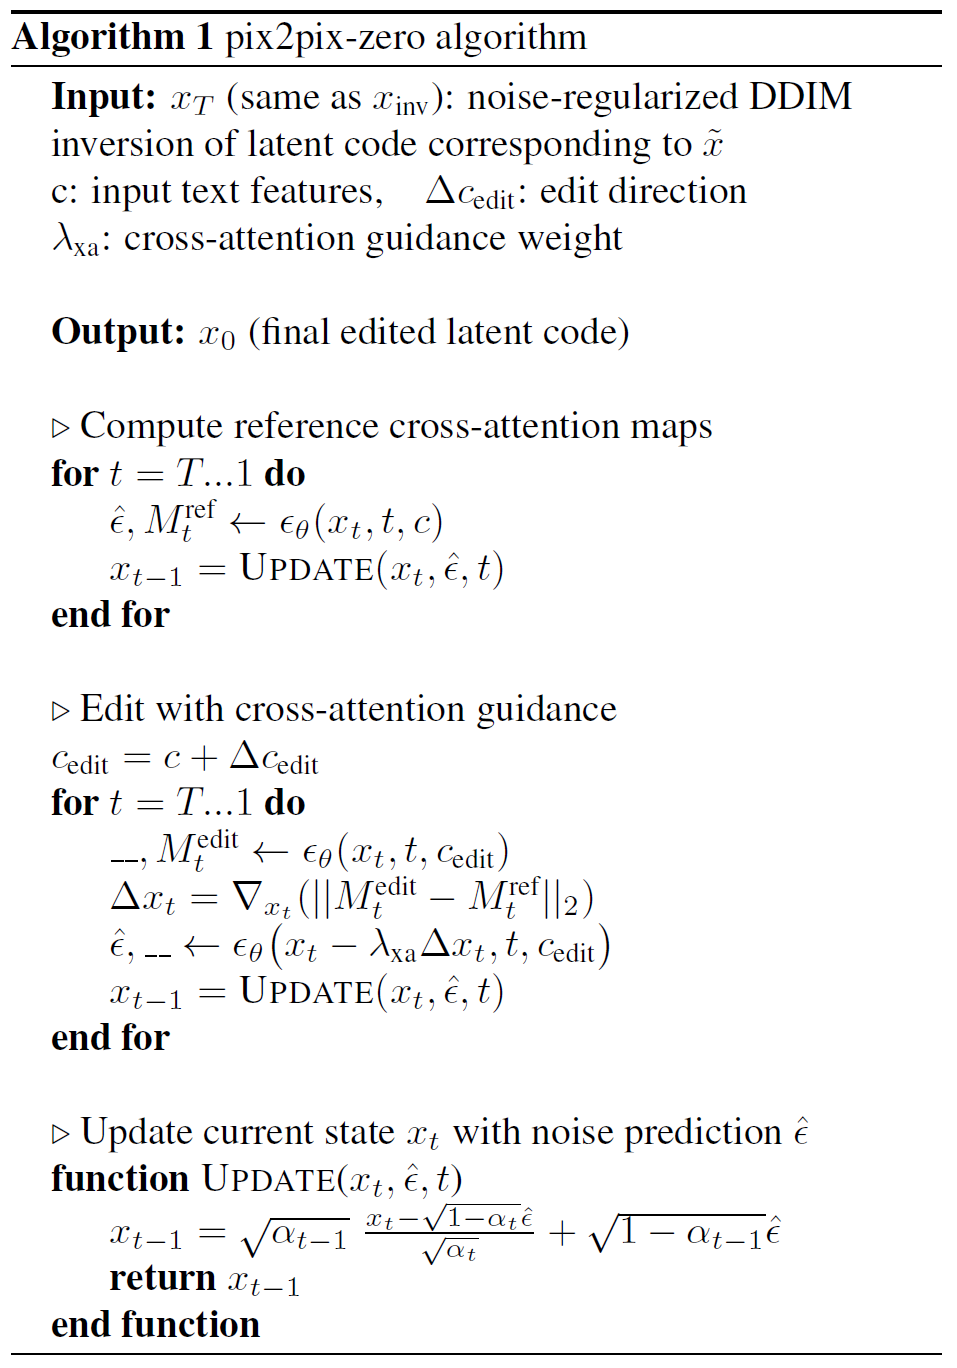 Algorithm 1 pix2pix-zero algorithm
Input: $x_T$ (same as $x_{\text{inv}}$): noise-regularized DDIM
inversion of latent code corresponding to $\tilde{x}$
c: input text features, $\Delta c_{\text{edit}}$: edit direction
$\lambda_{\text{xa}}$: cross-attention guidance weight
Output: $x_0$ (final edited latent code)
▷ Compute reference cross-attention maps
for $t = T...1$ do
$\hat{\epsilon}, M_t^{\text{ref}} \leftarrow \epsilon_\theta(x_t, t, c)$
$x_{t-1} = \text{UPDATE}(x_t, \hat{\epsilon}, t)$
end for
▷ Edit with cross-attention guidance
$c_{\text{edit}} = c + \Delta c_{\text{edit}}$
for $t = T...1$ do
$\_\_, M_t^{\text{edit}} \leftarrow \epsilon_\theta(x_t, t, c_{\text{edit}})$
$\Delta x_t = \nabla_{x_t}(||M_t^{\text{edit}} - M_t^{\text{ref}}||_2)$
$\hat{\epsilon}, \_\_ \leftarrow \epsilon_\theta(x_t - \lambda_{\text{xa}} \Delta x_t, t, c_{\text{edit}})$
$x_{t-1} = \text{UPDATE}(x_t, \hat{\epsilon}, t)$
end for
▷ Update current state $x_t$ with noise prediction $\hat{\epsilon}$
function UPDATE($x_t, \hat{\epsilon}, t$)
$x_{t-1} = \sqrt{\alpha_{t-1}} \frac{x_t - \sqrt{1-\alpha_t}\hat{\epsilon}}{\sqrt{\alpha_t}} + \sqrt{1 - \alpha_{t-1}}\hat{\epsilon}$
return $x_{t-1}$
end function